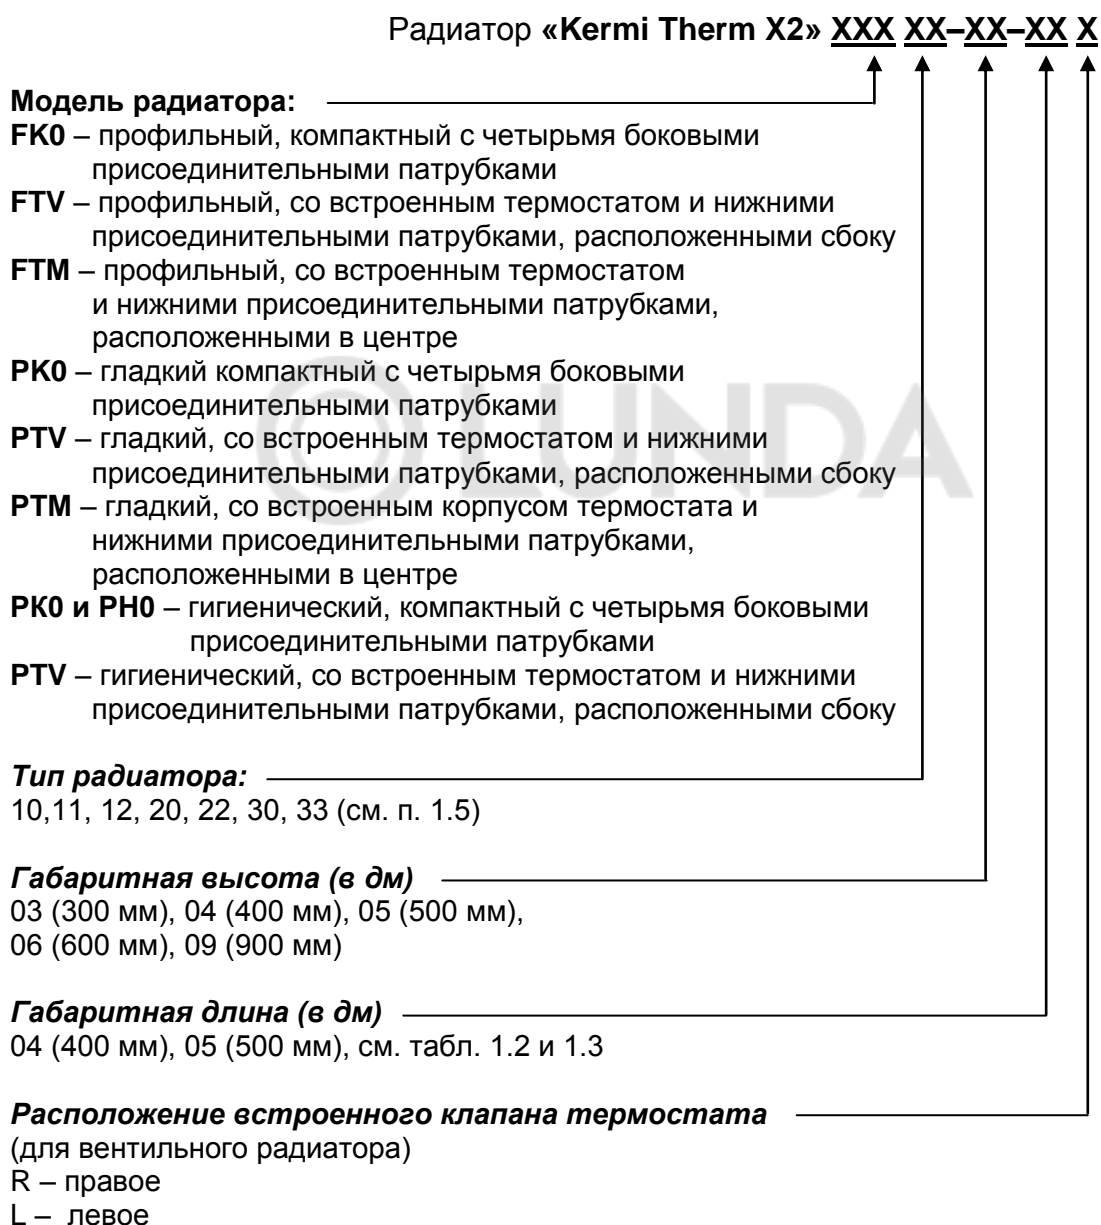 Радиатор «Kermi Therm X2» XXX XX–XX–XX X
Модель радиатора:
FK0 – профильный, компактный с четырьмя боковыми
присоединительными патрубками
FTV – профильный, со встроенным термостатом и нижними
присоединительными патрубками, расположенными сбоку
FTM – профильный, со встроенным термостатом
и нижними присоединительными патрубками,
расположенными в центре
PK0 – гладкий компактный с четырьмя боковыми
присоединительными патрубками
PTV – гладкий, со встроенным термостатом и нижними
присоединительными патрубками, расположенными сбоку
PTM – гладкий, со встроенным корпусом термостата и
нижними присоединительными патрубками,
расположенными в центре
PK0 и PH0 – гигиенический, компактный с четырьмя боковыми
присоединительными патрубками
PTV – гигиенический, со встроенным термостатом и нижними
присоединительными патрубками, расположенными сбоку
Тип радиатора:
10,11, 12, 20, 22, 30, 33 (см. п. 1.5)
Габаритная высота (в дм)
03 (300 мм), 04 (400 мм), 05 (500 мм),
06 (600 мм), 09 (900 мм)
Габаритная длина (в дм)
04 (400 мм), 05 (500 мм), см. табл. 1.2 и 1.3
Расположение встроенного клапана термостата
(для вентильного радиатора)
R – правое
L – левое
LUNDA